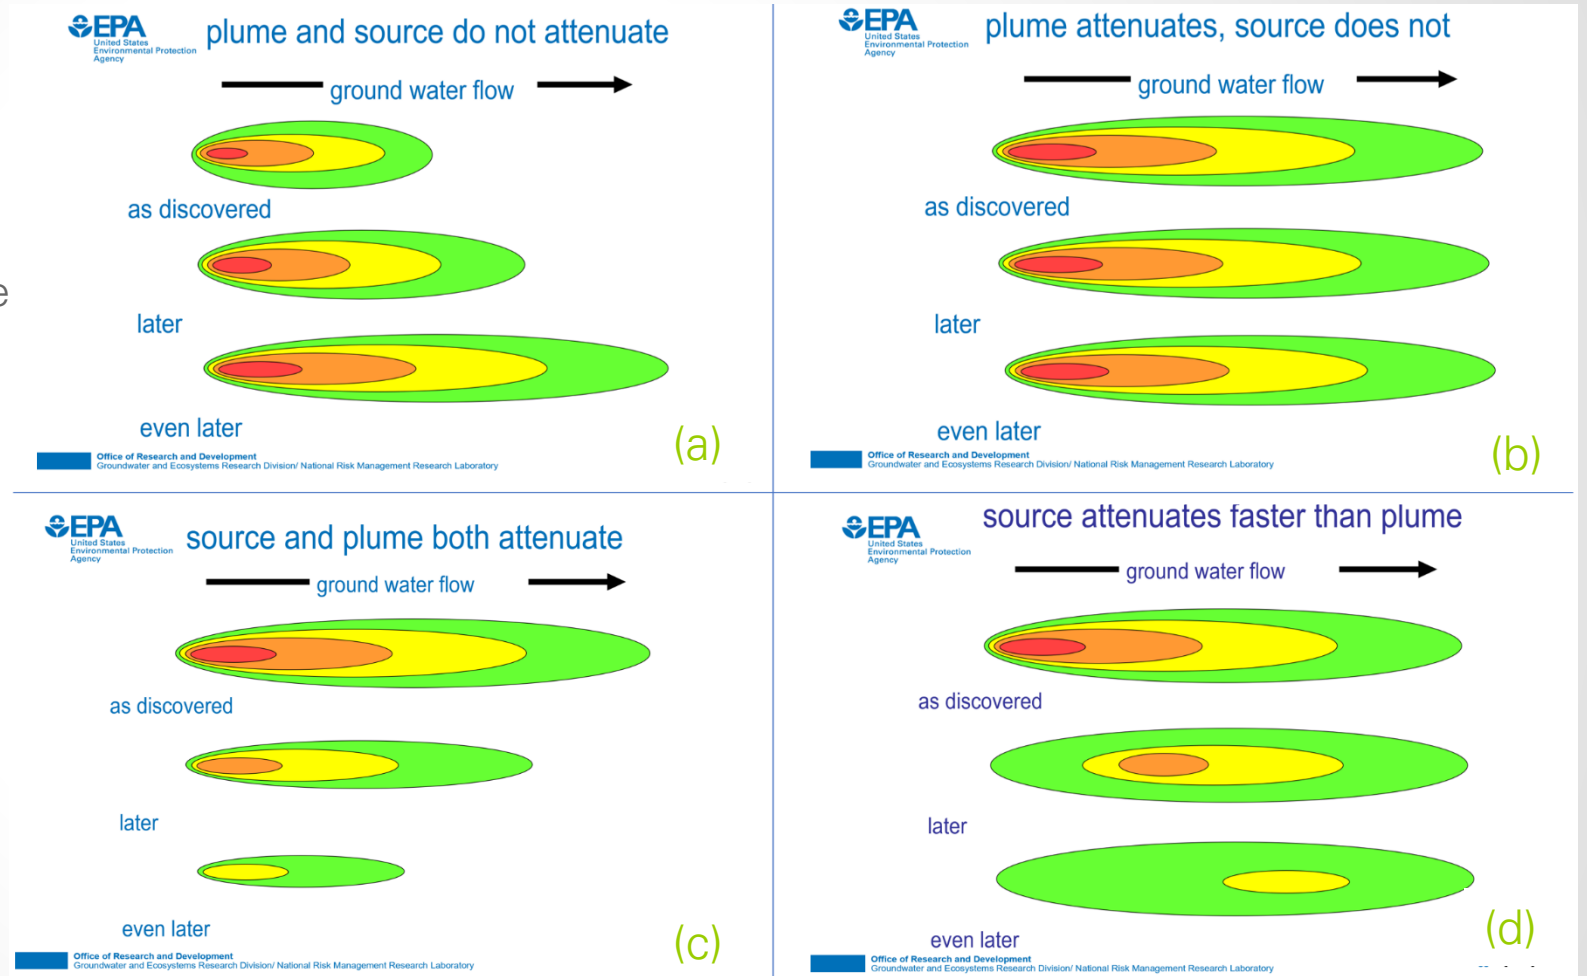 EPA
United States
Environmental Protection
Agency
plume and source do not attenuate
ground water flow
as discovered
later
even later
(a)
Office of Research and Development
Groundwater and Ecosystems Research Division/ National Risk Management Research Laboratory
EPA
United States
Environmental Protection
Agency
plume attenuates, source does not
ground water flow
as discovered
later
even later
(b)
Office of Research and Development
Groundwater and Ecosystems Research Division/ National Risk Management Research Laboratory
e
EPA
United States
Environmental Protection
Agency
source and plume both attenuate
ground water flow
as discovered
later
even later
(c)
Office of Research and Development
Groundwater and Ecosystems Research Division/ National Risk Management Research Laboratory
EPA
United States
Environmental Protection
Agency
source attenuates faster than plume
ground water flow
as discovered
later
even later
(d)
Office of Research and Development
Groundwater and Ecosystems Research Division/ National Risk Management Research Laboratory